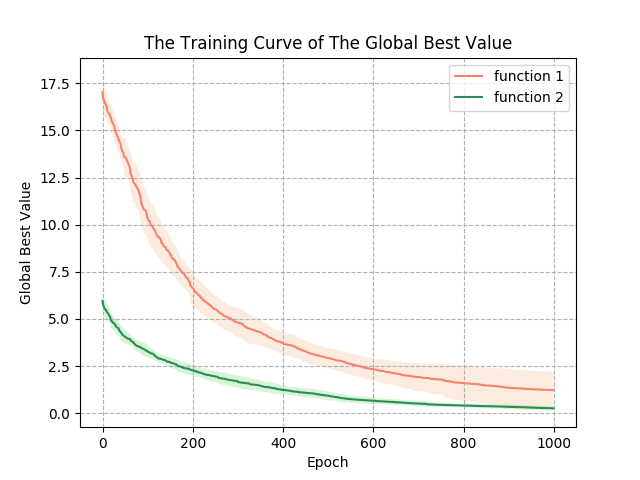 The Training Curve of The Global Best Value
function 1
function 2
Global Best Value
17.5
15.0
12.5
10.0
7.5
5.0
2.5
0.0
0 200 400 600 800 1000
Epoch